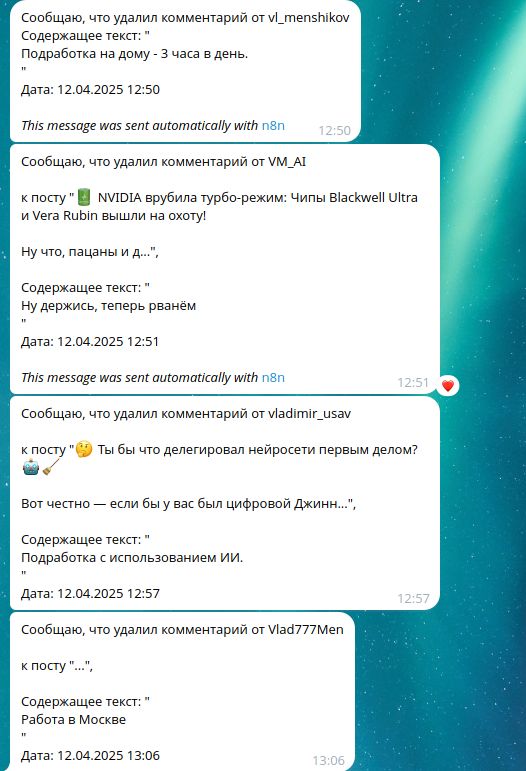 Сообщаю, что удалил комментарий от vl_menshikov
Содержащее текст: "
Подработка на дому - 3 часа в день.
"
Дата: 12.04.2025 12:50
This message was sent automatically with n8n
12:50
Сообщаю, что удалил комментарий от VM_AI
к посту "🛢 NVIDIA врубила турбо-режим: Чипы Blackwell Ultra
и Vera Rubin вышли на охоту!
Ну что, пацаны и д...",
Содержащее текст: "
Ну держись, теперь рванём
"
Дата: 12.04.2025 12:51
This message was sent automatically with n8n
12:51
Сообщаю, что удалил комментарий от vladimir_usav
к посту "🤔 Ты бы что делегировал нейросети первым делом?
🤖🧹
Вот честно — если бы у вас был цифровой Джинн...",
Содержащее текст: "
Подработка с использованием ИИ.
"
Дата: 12.04.2025 12:57
12:57
Сообщаю, что удалил комментарий от Vlad777Men
к посту "...",
Содержащее текст: "
Работа в Москве
"
Дата: 12.04.2025 13:06
13:06